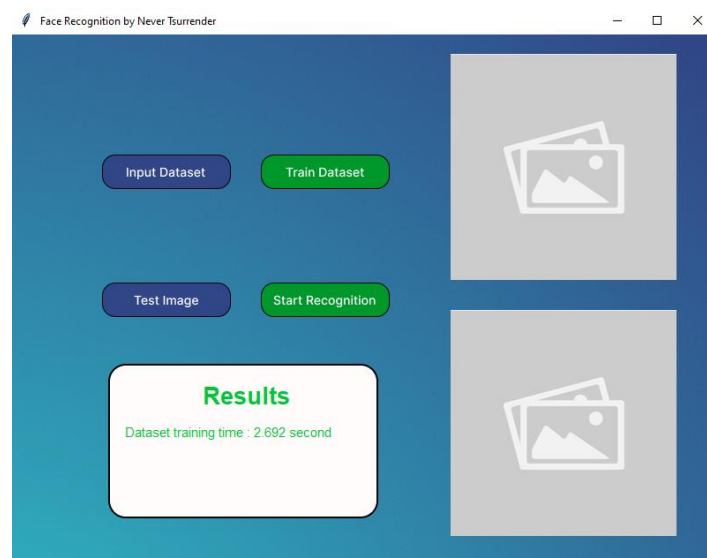 Face Recognition by Never Tsurrender
Input Dataset
Train Dataset
Test Image
Start Recognition
Results
Dataset training time : 2.692 second